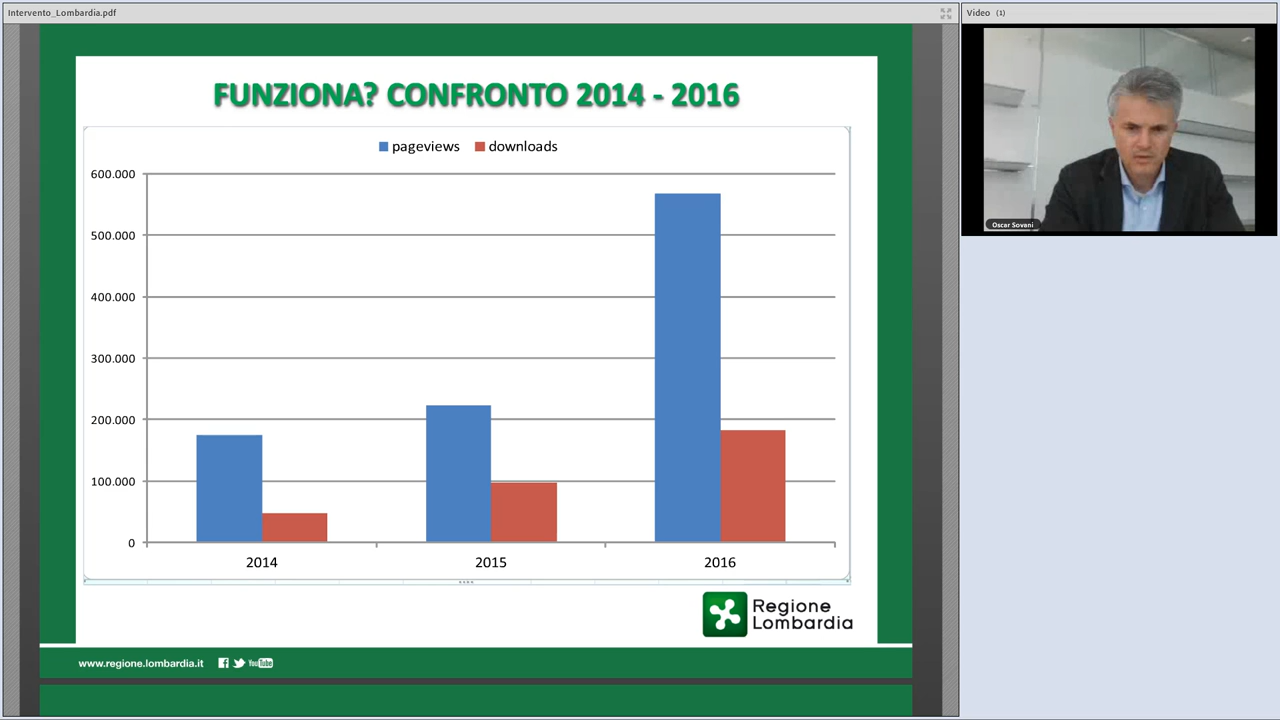 Intervento_Lombardia.pdf
Video (1)
FUNZIONA? CONFRONTO 2014 - 2016
pageviews downloads
600.000
500.000
400.000
300.000
200.000
100.000
0
2014 2015 2016
Regione
Lombardia
www.regione.lombardia.it
YouTube
Oscar Sovani